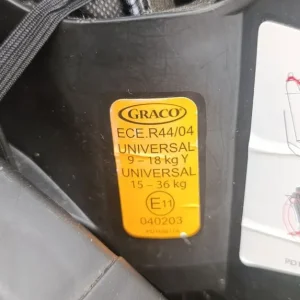 GRACO
ECE.R44/04
UNIVERSAL
9 - 18 kg Y
UNIVERSAL
15 - 36 kg
E11
040203